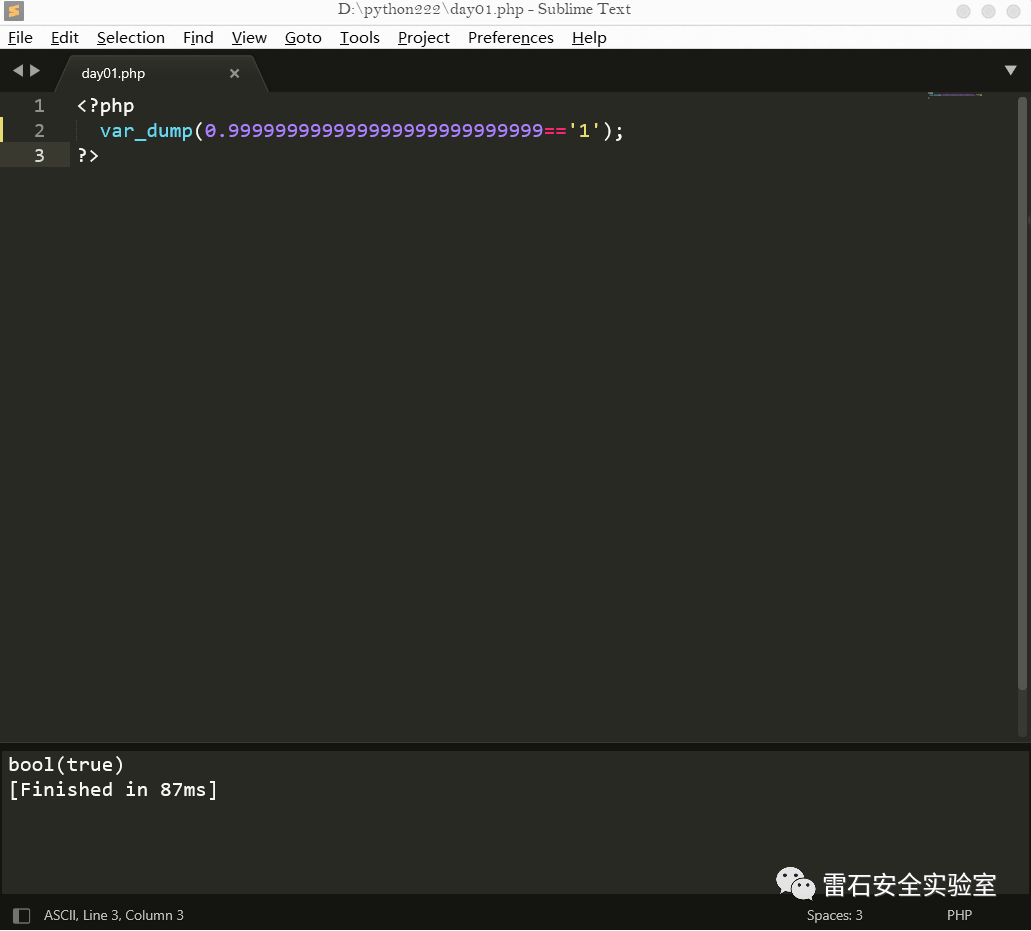 D:\python222\day01.php - Sublime Text
File Edit Selection Find View Goto Tools Project Preferences Help
day01.php
1 <?php
2 var_dump(0.999999999999999999999999999=='1');
3 ?>
bool(true)
[Finished in 87ms]
雷石安全实验室
ASCII, Line 3, Column 3 Spaces: 3 PHP